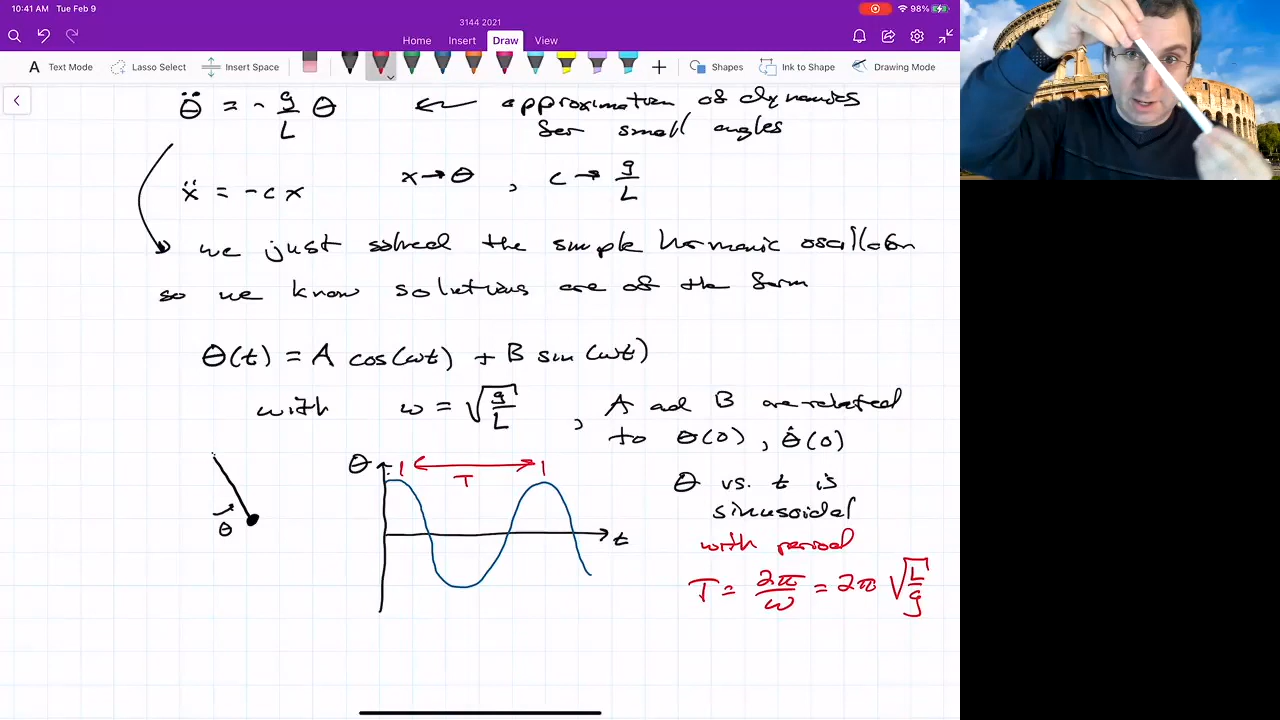 10:41 AM Tue Feb 9
98%
3144 2021
Home Insert Draw View
Text Mode Lasso Select Insert Space Shapes Ink to Shape Drawing Mode
θ̈ = - g/L θ ← approximation of dynamics
for small angles
ẍ = -c x x → θ , c → g/L
we just solved the simple harmonic oscillator
so we know solutions are of the form
θ(t) = A cos(ωt) + B sin(ωt)
with ω = √(g/L) , A and B are related
to θ(0), θ̇(0)
θ
T
t
θ
θ vs. t is
sinusoidal
with period
T = 2π/ω = 2π √(L/g)